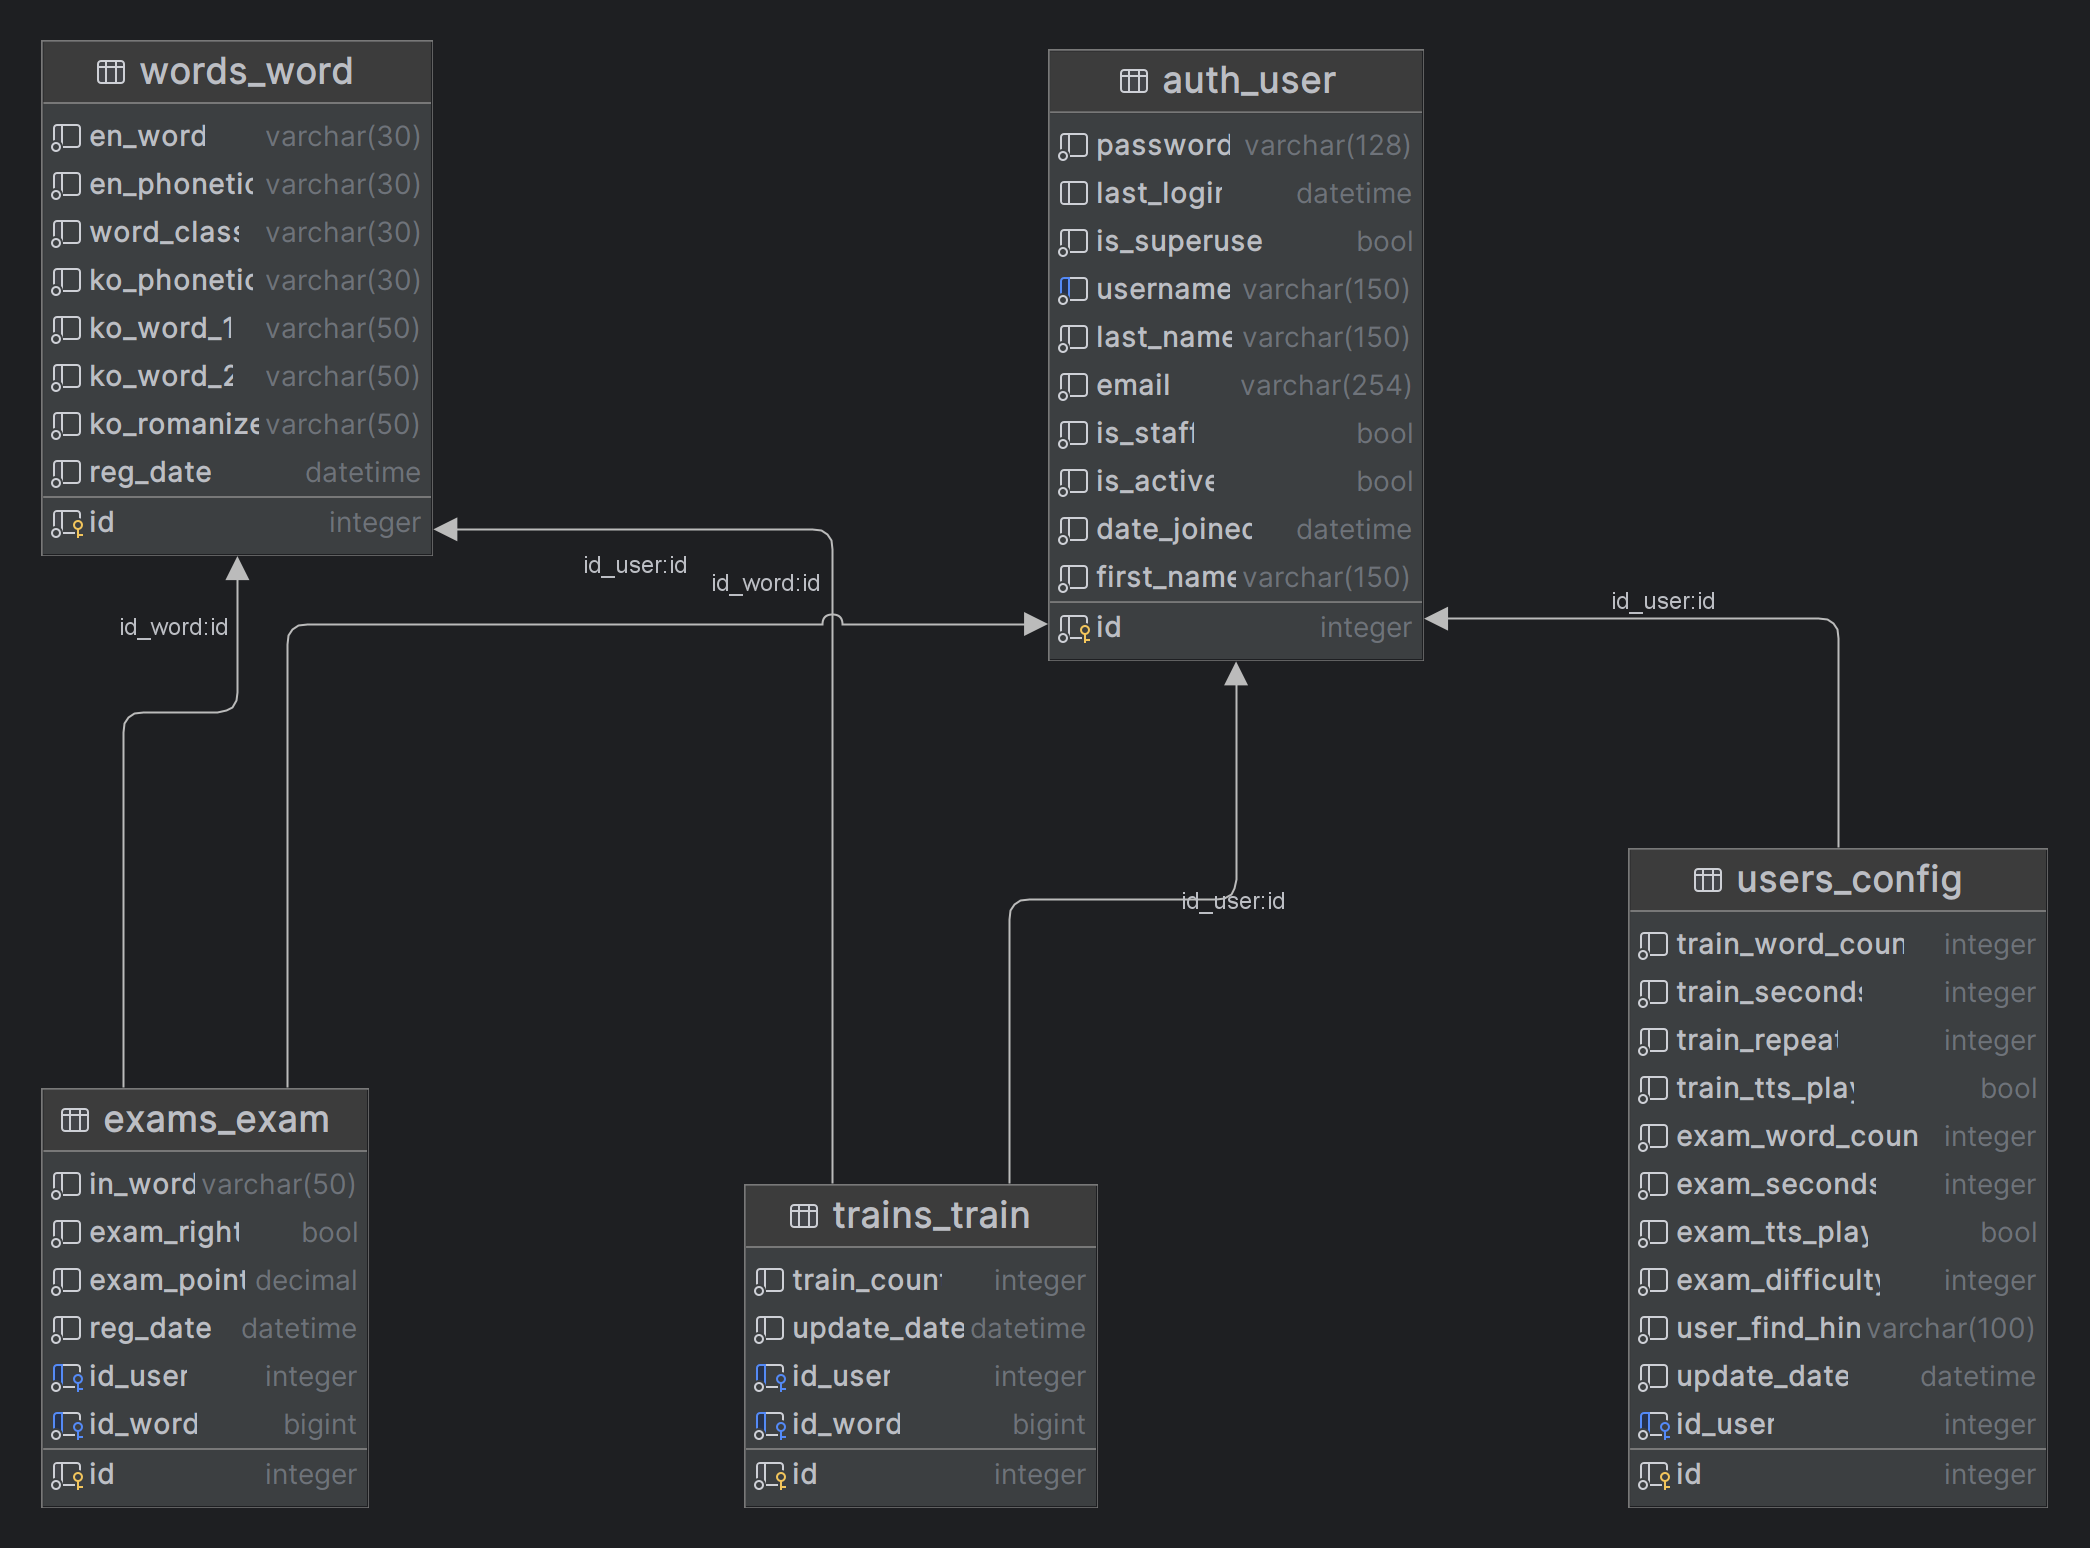 words_word
en_word varchar(30)
en_phonetic varchar(30)
word_class varchar(30)
ko_phonetic varchar(30)
ko_word_1 varchar(50)
ko_word_2 varchar(50)
ko_romanize varchar(50)
reg_date datetime
id integer
auth_user
password varchar(128)
last_login datetime
is_superuse bool
username varchar(150)
last_name varchar(150)
email varchar(254)
is_staff bool
is_active bool
date_joined datetime
first_name varchar(150)
id integer
id_user:id
id_word:id
id_word:id
id_user:id
id_user:id
users_config
train_word_coun integer
train_seconds integer
train_repeat integer
train_tts_play bool
exam_word_coun integer
exam_seconds integer
exam_tts_play bool
exam_difficulty integer
user_find_hin varchar(100)
update_date datetime
id_user integer
id integer
exams_exam
in_word varchar(50)
exam_right bool
exam_point decimal
reg_date datetime
id_user integer
id_word bigint
id integer
trains_train
train_count integer
update_date datetime
id_user integer
id_word bigint
id integer